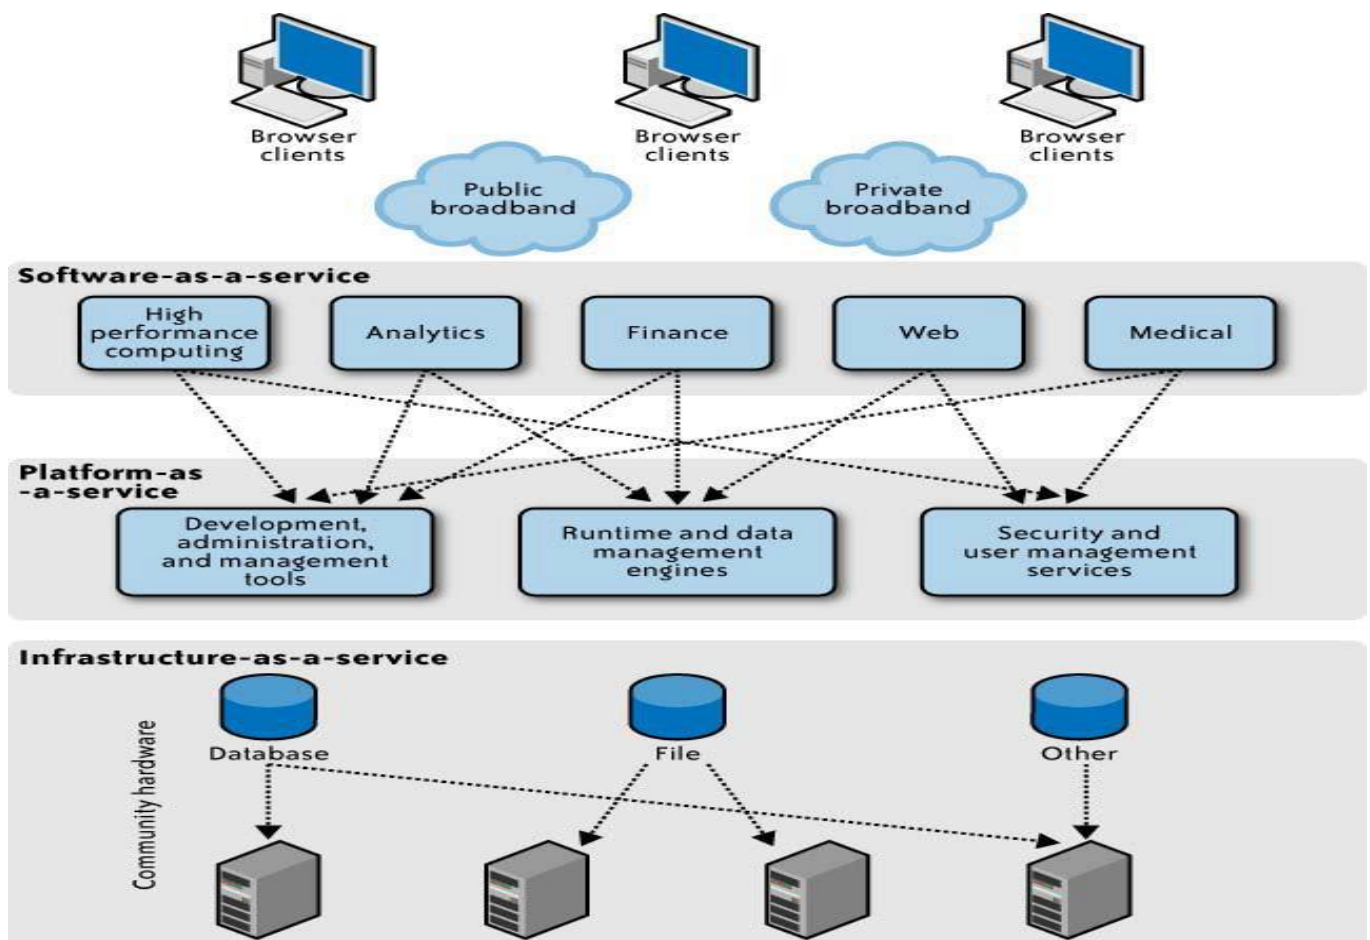 Browser
clients
Browser
clients
Browser
clients
Public
broadband
Private
broadband
Software-as-a-service
High
performance
computing
Analytics
Finance
Web
Medical
Platform-as
-a-service
Development,
administration,
and management
tools
Runtime and data
management
engines
Security and
user management
services
Infrastructure-as-a-service
Community hardware
Database
File
Other